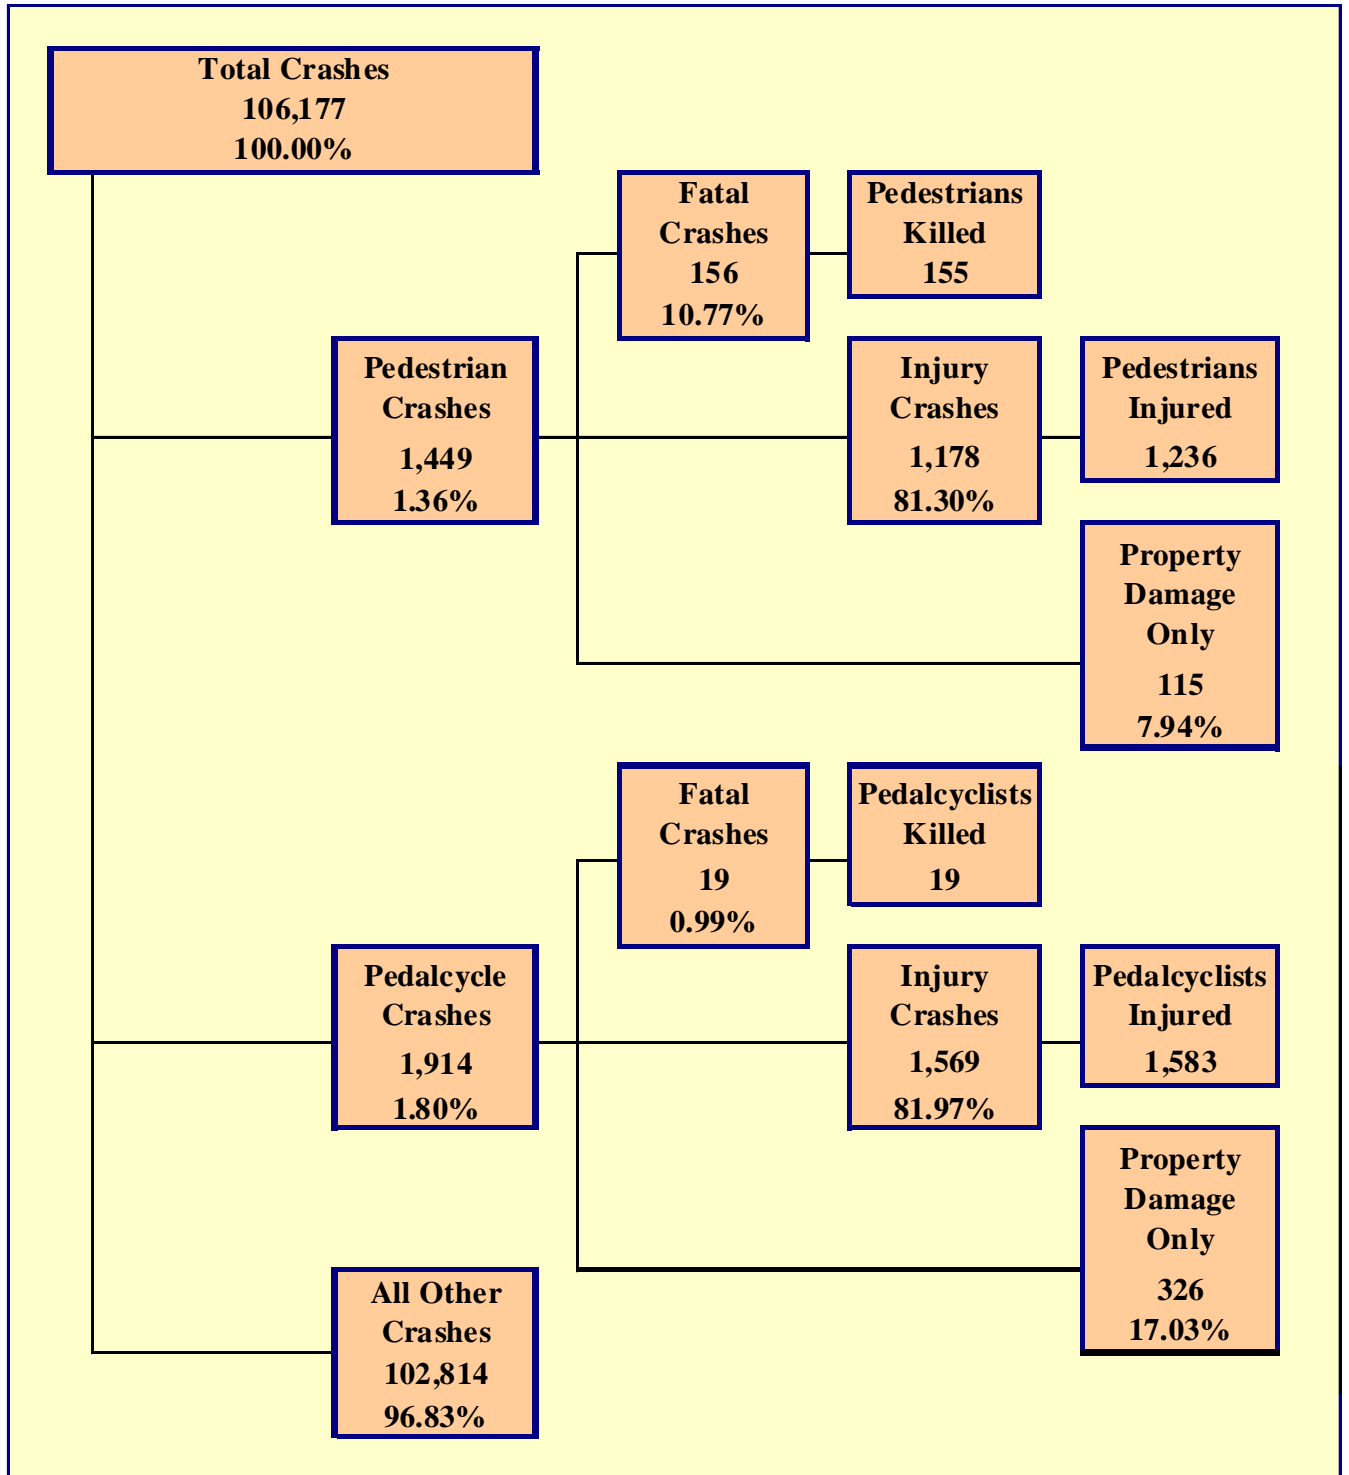 Total Crashes
106,177
100.00%
Fatal
Crashes
156
10.77%
Pedestrians
Killed
155
Pedestrian
Crashes
1,449
1.36%
Injury
Crashes
1,178
81.30%
Pedestrians
Injured
1,236
Property
Damage
Only
115
7.94%
Fatal
Crashes
19
0.99%
Pedalcyclists
Killed
19
Pedalcycle
Crashes
1,914
1.80%
Injury
Crashes
1,569
81.97%
Pedalcyclists
Injured
1,583
Property
Damage
Only
326
17.03%
All Other
Crashes
102,814
96.83%